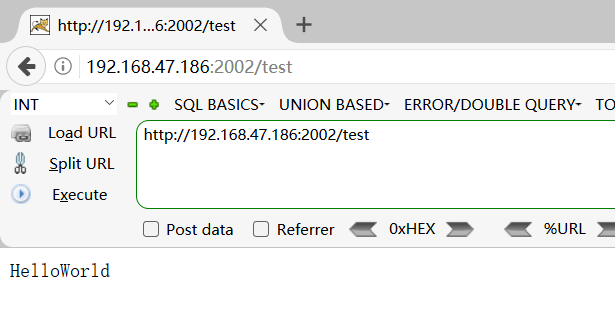 http://192.1...6:2002/test
192.168.47.186:2002/test
INT SQL BASICS UNION BASED ERROR/DOUBLE QUERY TO
Load URL http://192.168.47.186:2002/test
Split URL
Execute
Post data Referrer 0xHEX %URL
HelloWorld